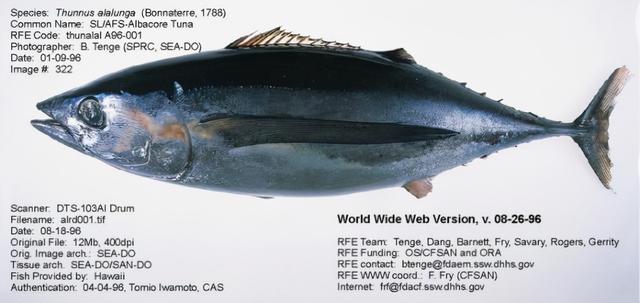 Species: Thunnus alalunga (Bonnaterre, 1788)
Common Name: SL/AFS-Albacore Tuna
RFE Code: thunalal A96-001
Photographer: B. Tenge (SPRC, SEA-DO)
Date: 01-09-96
Image #: 322
Scanner: DTS-103AI Drum
Filename: alrd001.tif
Date: 08-18-96
Original File: 12Mb, 400dpi
Orig. Image arch.: SEA-DO
Tissue arch. SEA-DO/SAN-DO
Fish Provided by: Hawaii
Authentication: 04-04-96, Tomio Iwamoto, CAS
World Wide Web Version, v. 08-26-96
RFE Team: Tenge, Dang, Barnett, Fry, Savary, Rogers, Gerrity
RFE Funding: OS/CFSAN and ORA
RFE contact: btenge@fdaem.ssw.dhhs.gov
RFE WWW coord.: F. Fry (CFSAN)
Internet: frf@fdacf.ssw.dhhs.gov